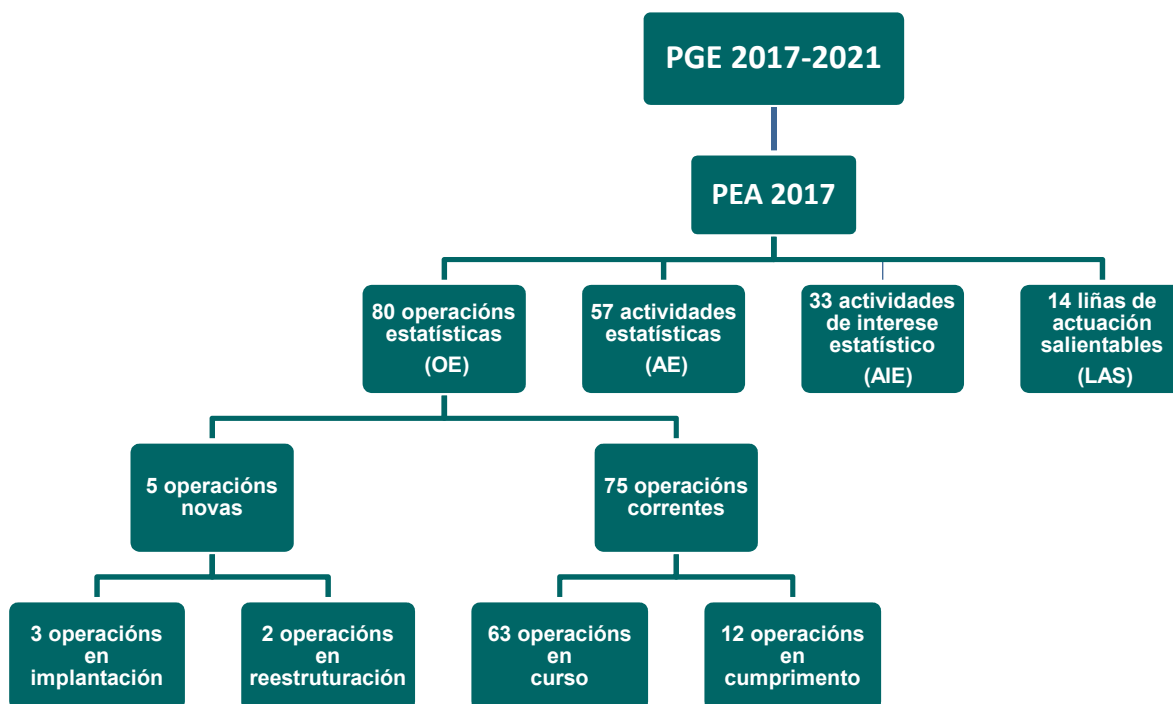 PGE 2017-2021
PEA 2017
80 operacións
estatísticas
(OE)
57 actividades
estatísticas
(AE)
33 actividades
de interese
estatístico
(AIE)
14 liñas de
actuación
salientables
(LAS)
5 operacións
novas
75 operacións
correntes
3 operacións
en
implantación
2 operacións
en
reestruturación
63 operacións
en
curso
12 operacións
en
cumprimento